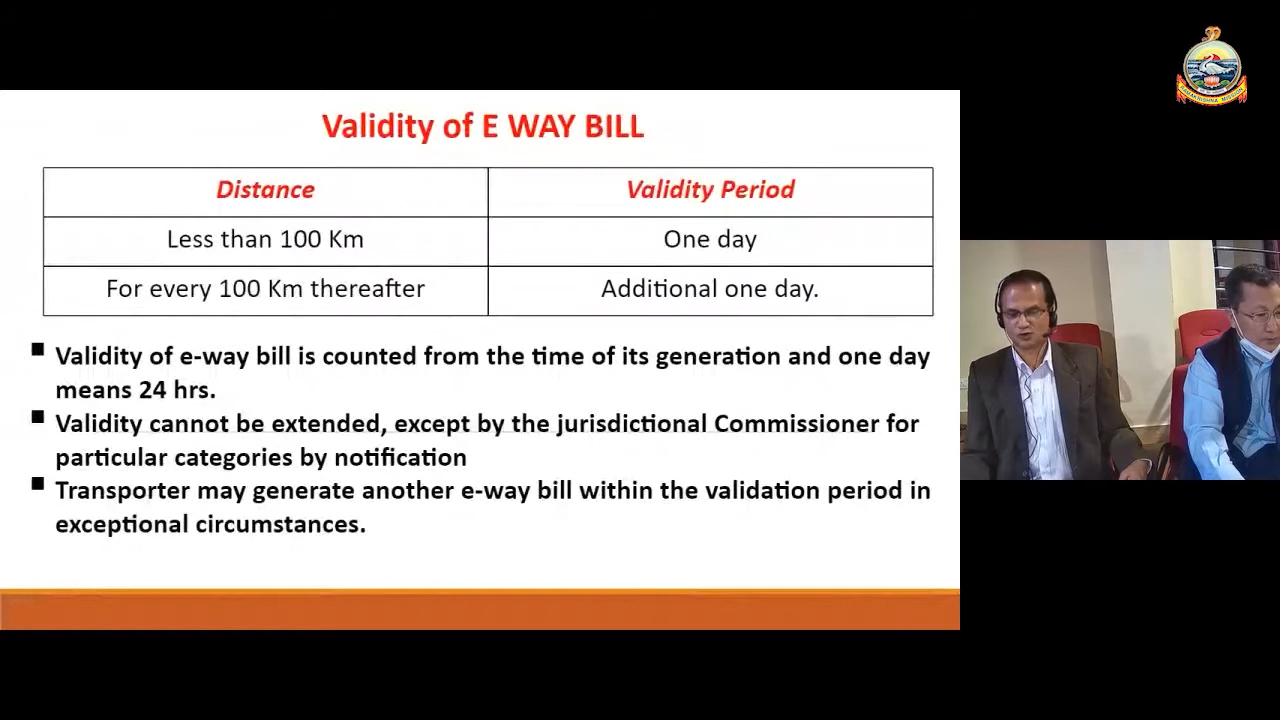 Validity of E WAY BILL
Distance
Validity Period
Less than 100 Km
One day
For every 100 Km thereafter
Additional one day.
Validity of e-way bill is counted from the time of its generation and one day
means 24 hrs.
Validity cannot be extended, except by the jurisdictional Commissioner for
particular categories by notification
Transporter may generate another e-way bill within the validation period in
exceptional circumstances.
RAMAKRISHNA MISSION